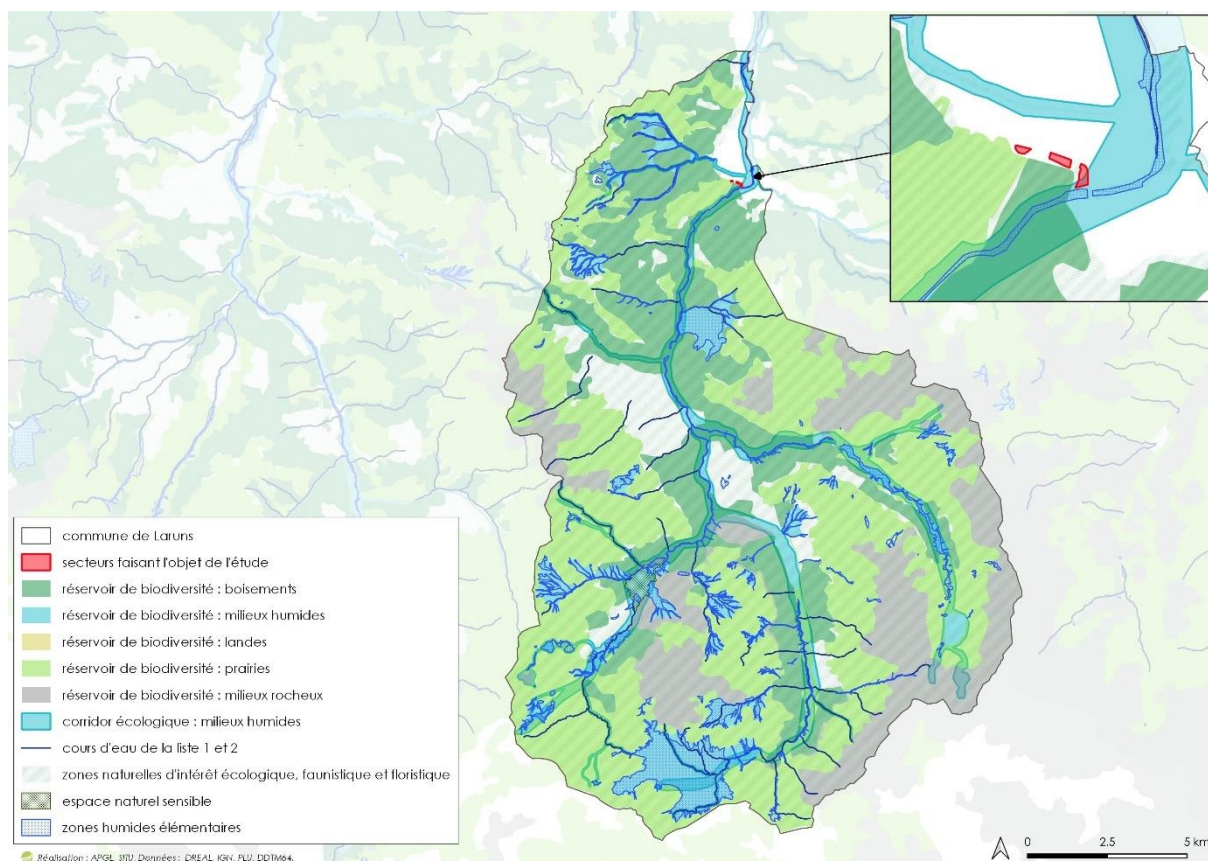 commune de Laruns
secteurs faisant l'objet de l'étude
réservoir de biodiversité : boisements
réservoir de biodiversité : milieux humides
réservoir de biodiversité : landes
réservoir de biodiversité : prairies
réservoir de biodiversité : milieux rocheux
corridor écologique : milieux humides
cours d'eau de la liste 1 et 2
zones naturelles d'intérêt écologique, faunistique et floristique
espace naturel sensible
zones humides élémentaires
Réalisation : APGL, SITU. Données : DREAL, IGN, PLU, DDTM64.
0 2.5 5 km